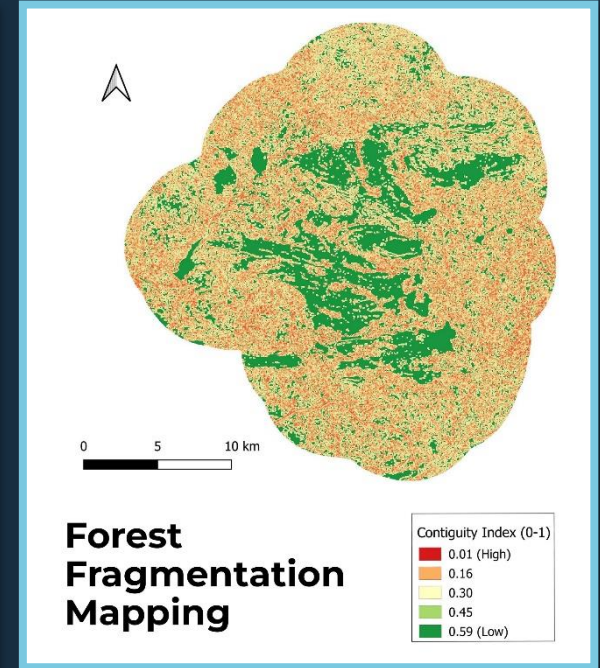 0 5 10 km
Forest
Fragmentation
Mapping
Contiguity Index (0-1)
0.01 (High)
0.16
0.30
0.45
0.59 (Low)